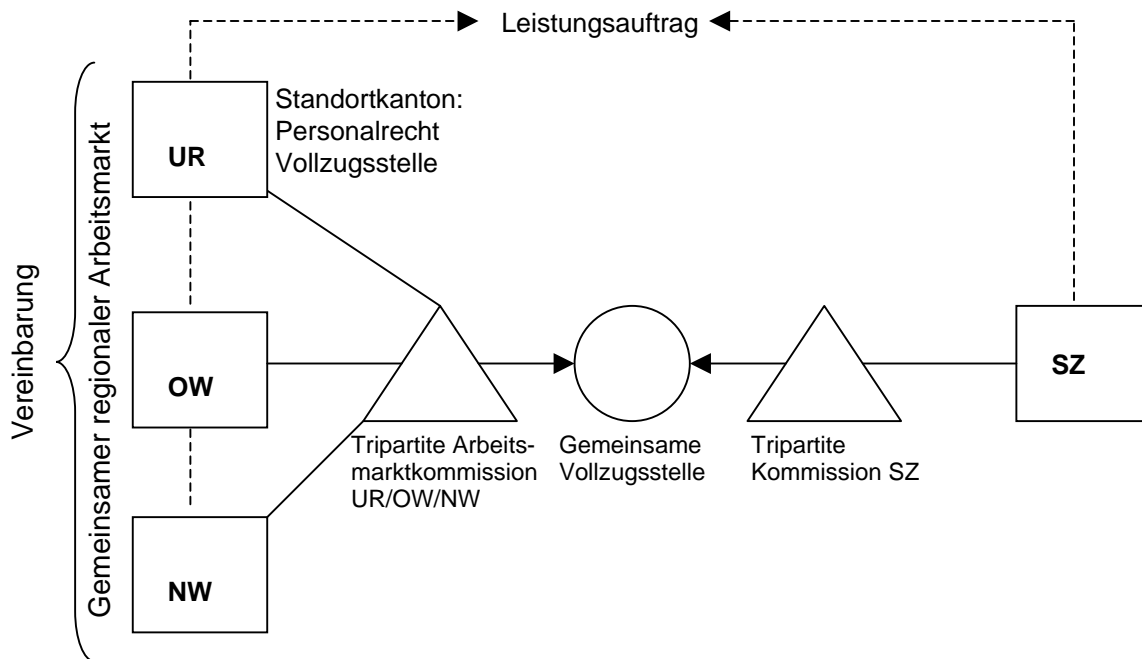 Leistungsauftrag
Vereinbarung
Gemeinsamer regionaler Arbeitsmarkt
UR
Standortkanton:
Personalrecht
Vollzugsstelle
OW
SZ
Tripartite Arbeits-
marktkommission
UR/OW/NW
Gemeinsame
Vollzugsstelle
Tripartite
Kommission SZ
NW